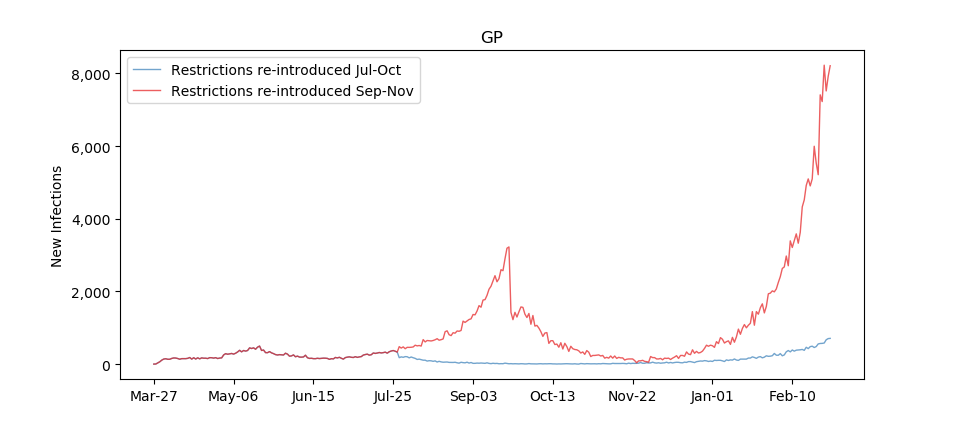 GP
Restrictions re-introduced Jul-Oct
Restrictions re-introduced Sep-Nov
New Infections
8,000
6,000
4,000
2,000
0
Mar-27 May-06 Jun-15 Jul-25 Sep-03 Oct-13 Nov-22 Jan-01 Feb-10